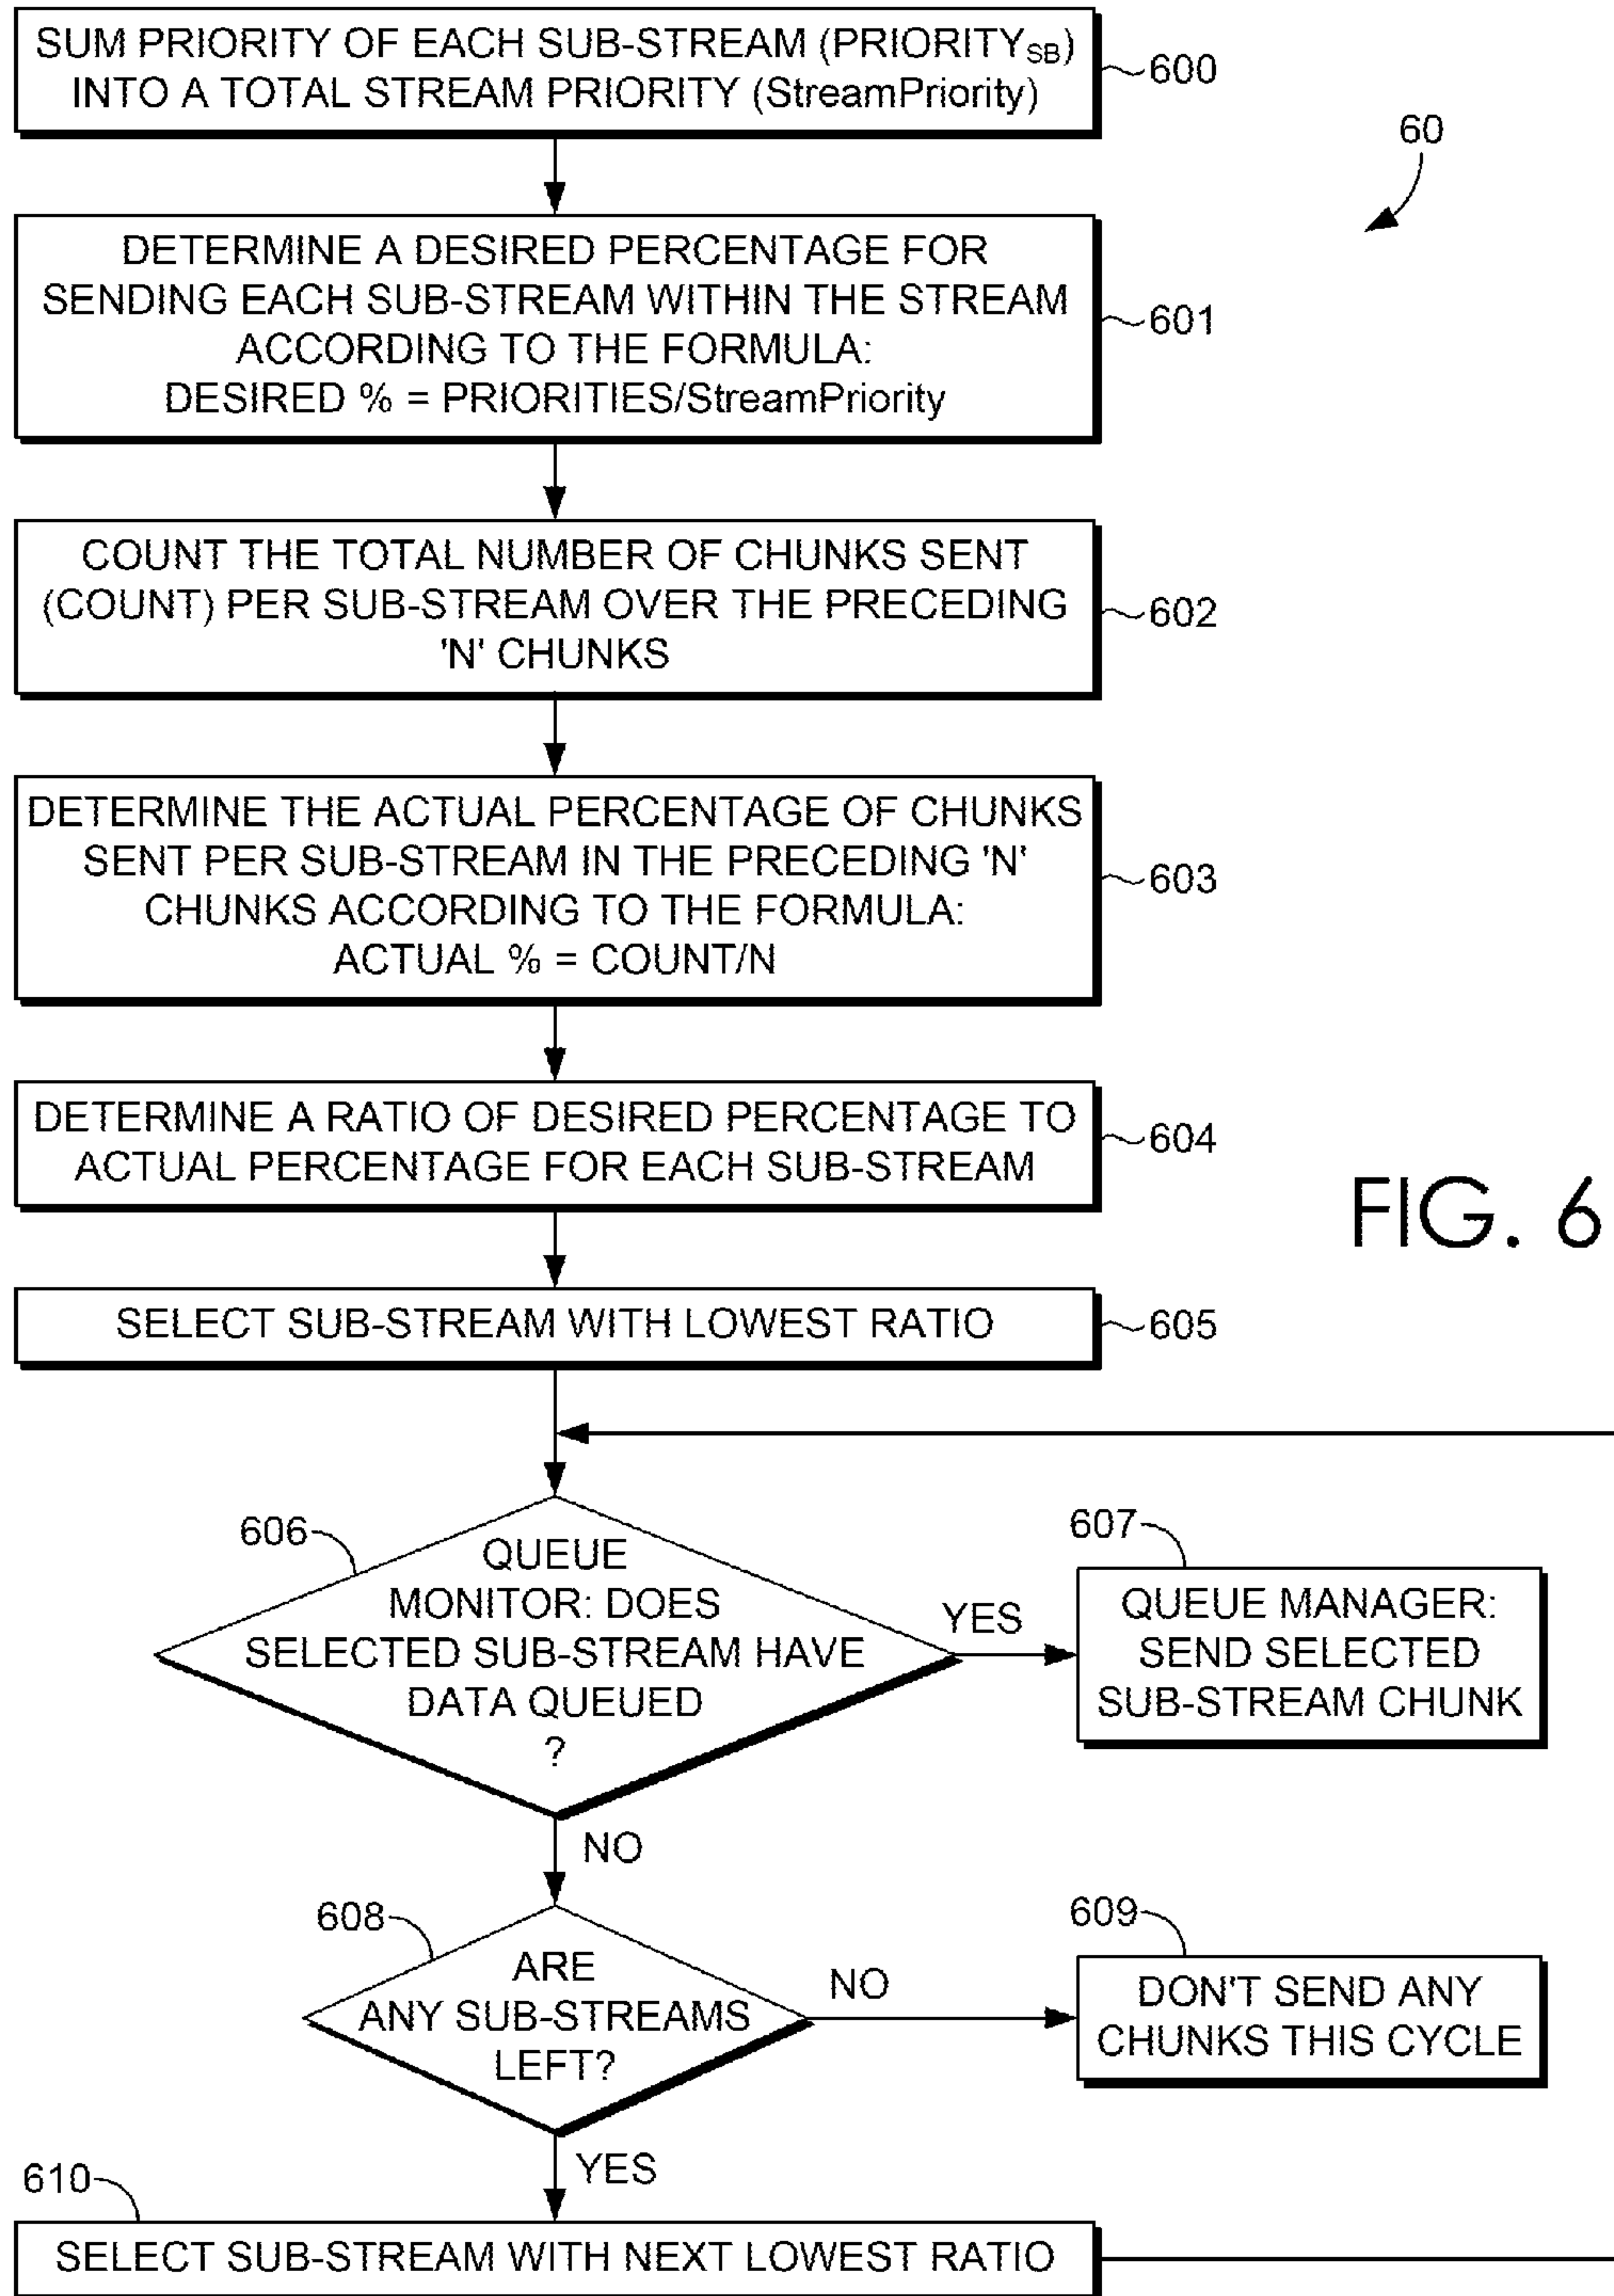 SUM PRIORITY OF EACH SUB-STREAM (PRIORITYSB)
INTO A TOTAL STREAM PRIORITY (StreamPriority)
600
60
DETERMINE A DESIRED PERCENTAGE FOR
SENDING EACH SUB-STREAM WITHIN THE STREAM
ACCORDING TO THE FORMULA:
DESIRED % = PRIORITIES/StreamPriority
601
COUNT THE TOTAL NUMBER OF CHUNKS SENT
(COUNT) PER SUB-STREAM OVER THE PRECEDING
'N' CHUNKS
602
DETERMINE THE ACTUAL PERCENTAGE OF CHUNKS
SENT PER SUB-STREAM IN THE PRECEDING 'N'
CHUNKS ACCORDING TO THE FORMULA:
ACTUAL % = COUNT/N
603
DETERMINE A RATIO OF DESIRED PERCENTAGE TO
ACTUAL PERCENTAGE FOR EACH SUB-STREAM
604
FIG. 6
SELECT SUB-STREAM WITH LOWEST RATIO
605
606
QUEUE
MONITOR: DOES
SELECTED SUB-STREAM HAVE
DATA QUEUED
?
YES
607
QUEUE MANAGER:
SEND SELECTED
SUB-STREAM CHUNK
NO
608
ARE
ANY SUB-STREAMS
LEFT?
NO
609
DON'T SEND ANY
CHUNKS THIS CYCLE
YES
610
SELECT SUB-STREAM WITH NEXT LOWEST RATIO